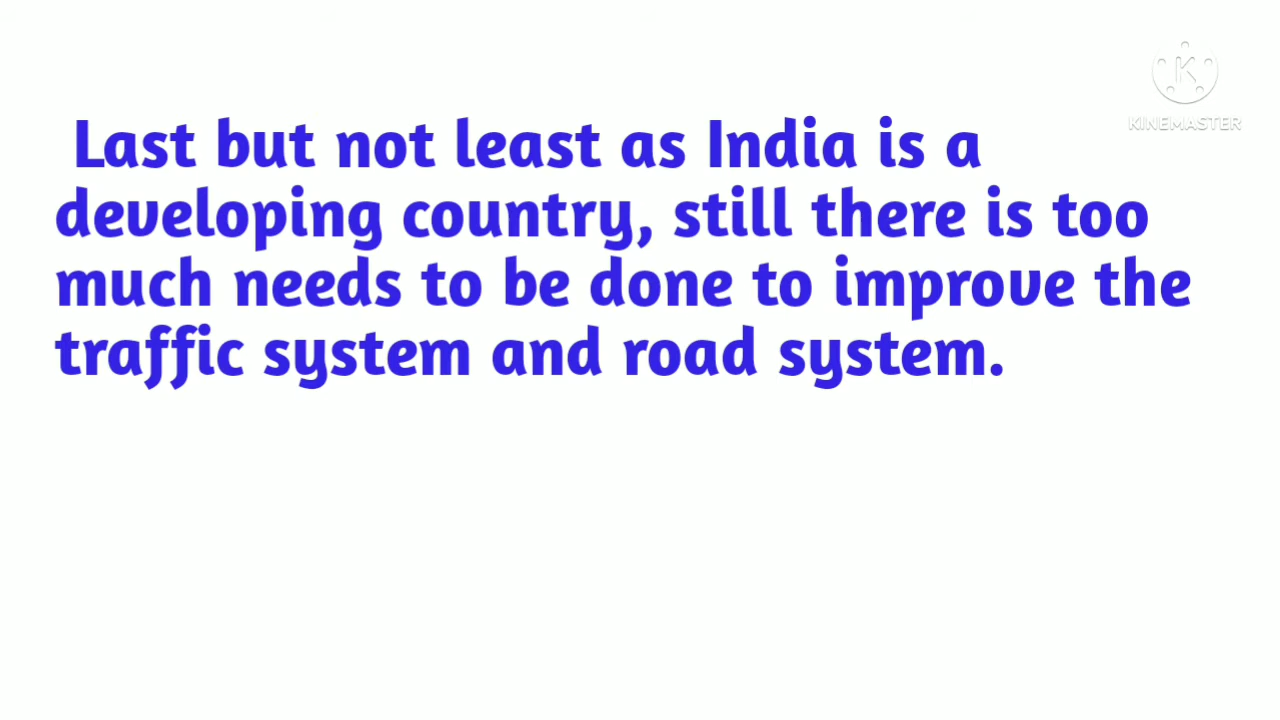 KINEMASTER
Last but not least as India is a
developing country, still there is too
much needs to be done to improve the
traffic system and road system.